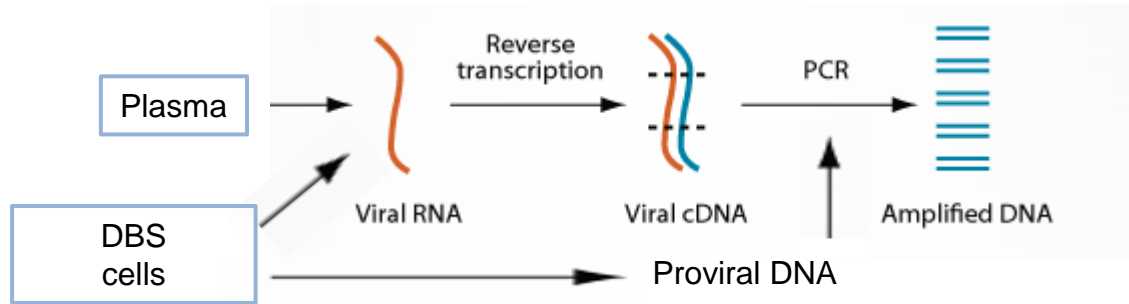 Reverse
transcription
PCR
Plasma
Viral RNA
Viral cDNA
Amplified DNA
DBS
cells
Proviral DNA